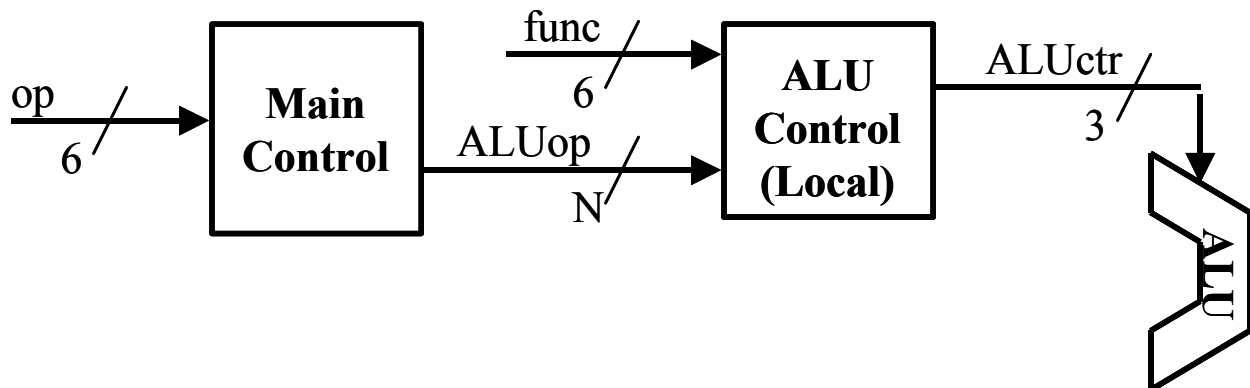 op
6
Main
Control
func
6
ALUop
N
ALU
Control
(Local)
ALUctr
3
ALU